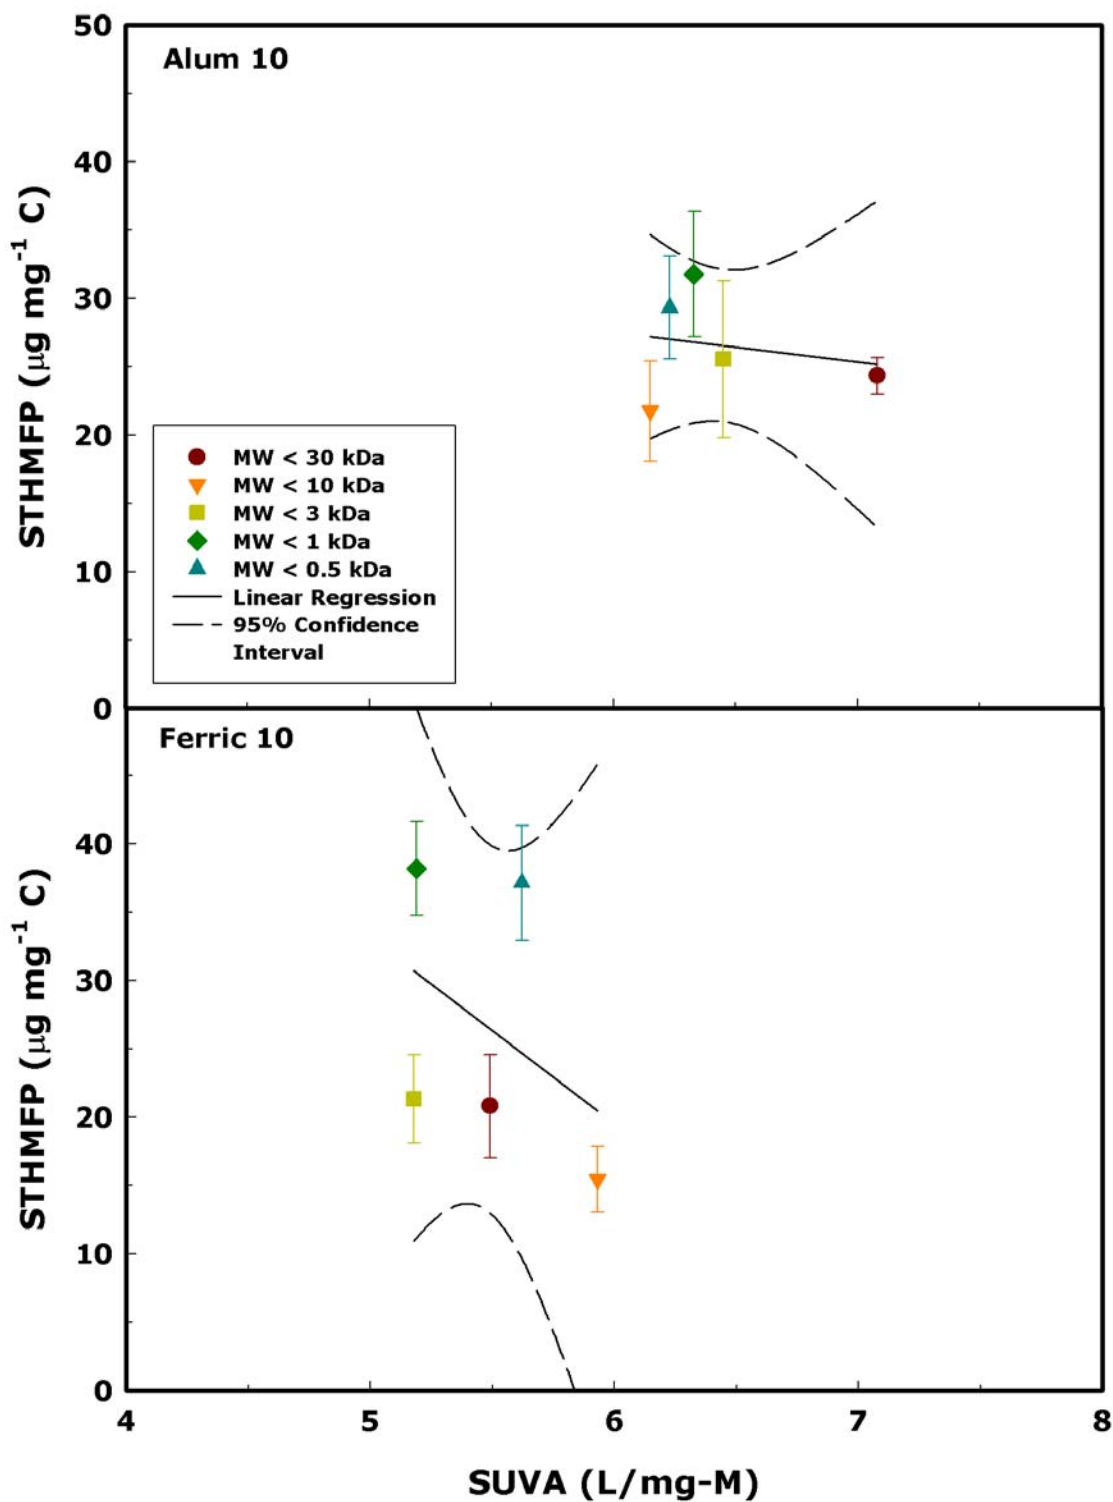 50
Alum 10
40
30
20
10
0
STHMFP (μg mg-1 C)
MW < 30 kDa
MW < 10 kDa
MW < 3 kDa
MW < 1 kDa
MW < 0.5 kDa
Linear Regression
95% Confidence
Interval
Ferric 10
40
30
20
10
0
STHMFP (μg mg-1 C)
4 5 6 7 8
SUVA (L/mg-M)